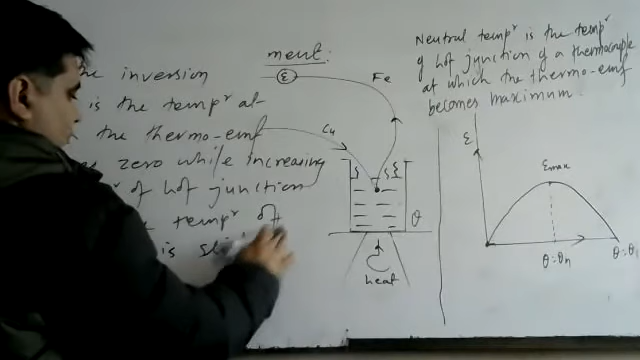 ment:
he inversion
is the tempr at
the thermo-emf
zero while increasing
r of hot junction
tempr of
is
E
Fe
Cu
θ
heat
Neutral tempr is the tempr
of hot junction of a thermocouple
at which the thermo-emf
becomes maximum.
ε
εmax
θ=θn
θ=θi